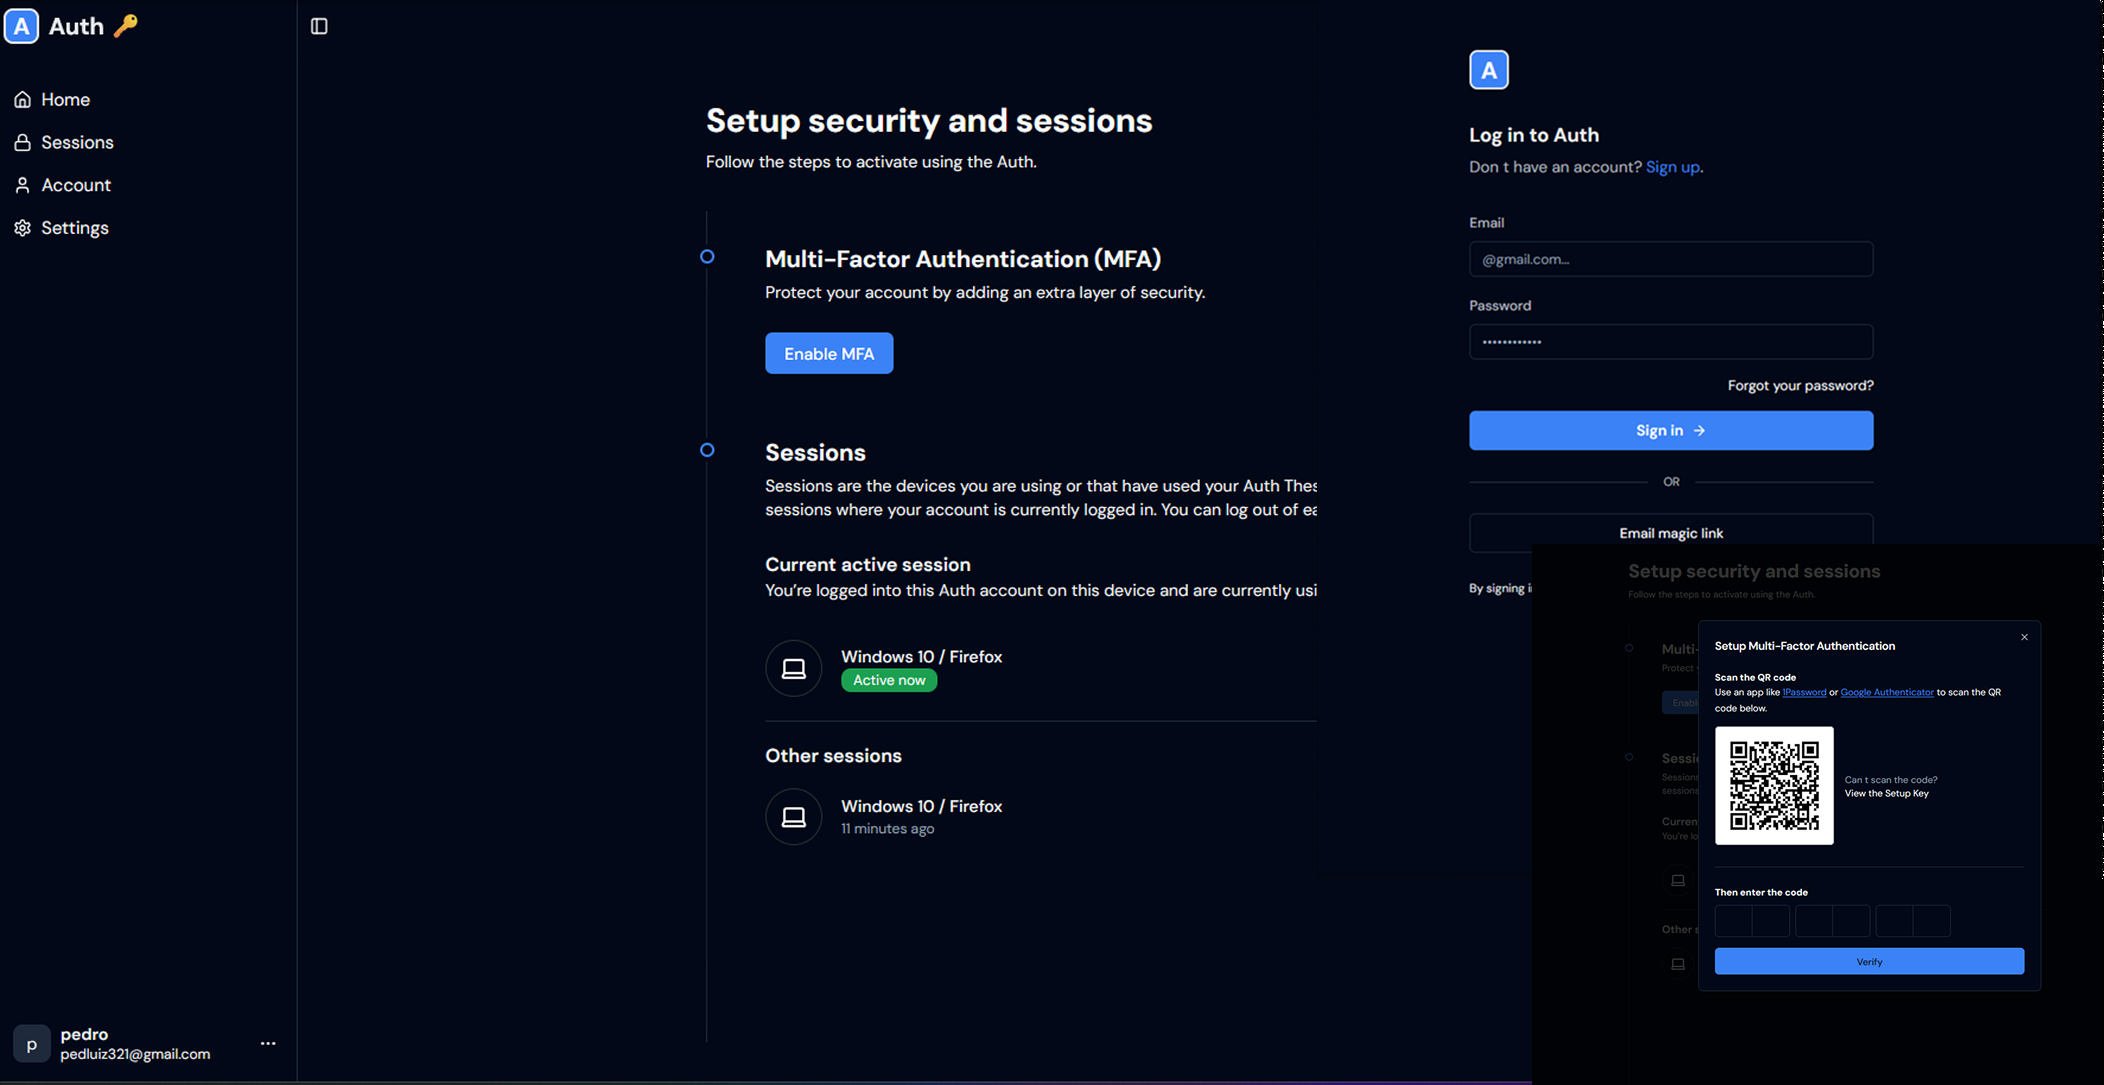 A Auth
Home
Sessions
Account
Settings
p
pedro
pedluiz321@gmail.com
...
Setup security and sessions
Follow the steps to activate using the Auth.
Multi-Factor Authentication (MFA)
Protect your account by adding an extra layer of security.
Enable MFA
Sessions
Sessions are the devices you are using or that have used your Auth Thes
sessions where your account is currently logged in. You can log out of ea
Current active session
You're logged into this Auth account on this device and are currently usi
Windows 10 / Firefox
Active now
Other sessions
Windows 10 / Firefox
11 minutes ago
A
Log in to Auth
Don t have an account? Sign up.
Email
@gmail.com...
Password
••••••••••••
Forgot your password?
Sign in →
OR
Email magic link
By signing i
Setup security and sessions
Follow the steps to activate using the Auth.
Multi-
Protect
Enabl
Sessi
Sessions
sessions
Curren
You're lo
Other s
Setup Multi-Factor Authentication
Scan the QR code
Use an app like 1Password or Google Authenticator to scan the QR
code below.
Can t scan the code?
View the Setup Key
Then enter the code
Verify